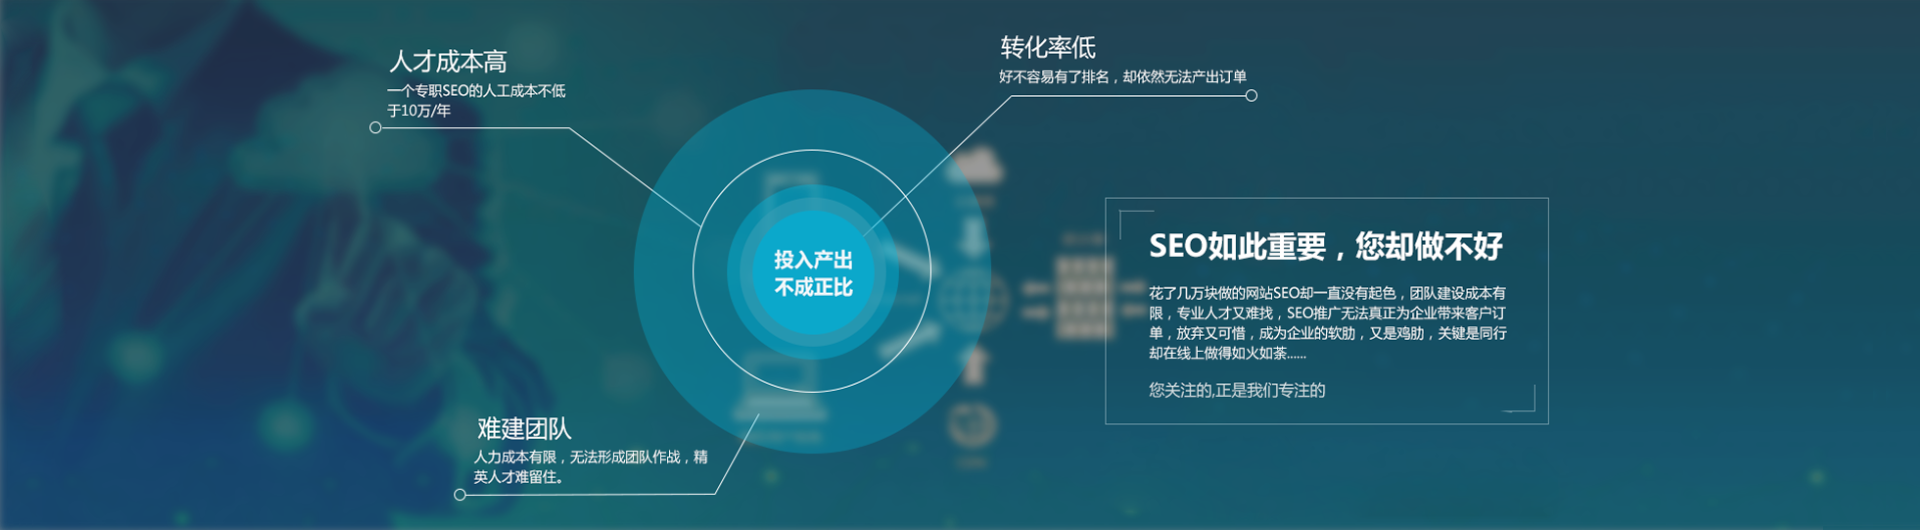 人才成本高
一个专职SEO的人工成本不低
于10万/年
转化率低
好不容易有了排名，却依然无法产出订单
投入产出
不成正比
难建团队
人力成本有限，无法形成团队作战，精
英人才难留住。
SEO如此重要，您却做不好
花了几万块做的网站SEO却一直没有起色，团队建设成本有
限，专业人才又难找，SEO推广无法真正为企业带来客户订
单，放弃又可惜，成为企业的软肋，又是鸡肋，关键是同行
却在线上做得如火如荼......
您关注的,正是我们专注的